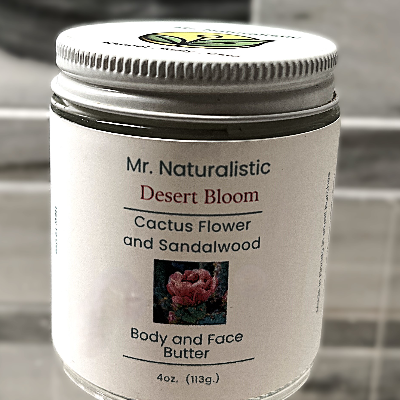 Mr. Naturalistic
Desert Bloom
Cactus Flower
and Sandalwood
Body and Face
Butter
4oz. (113g.)